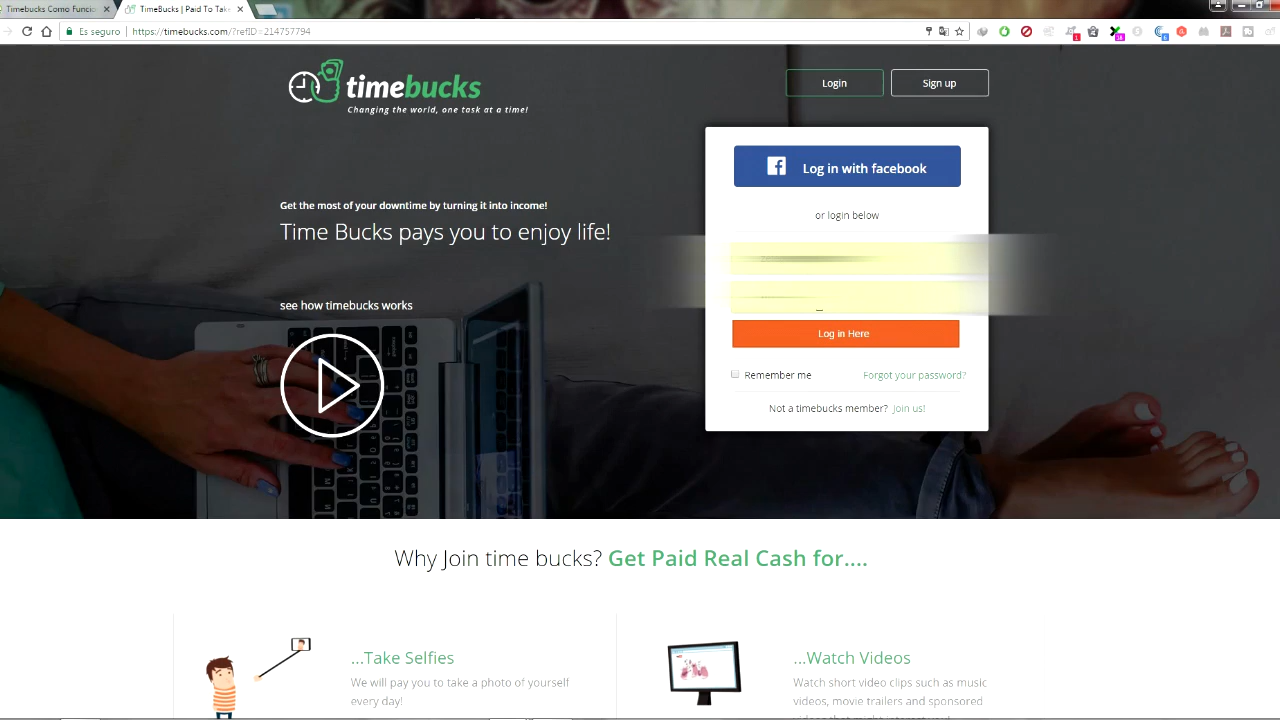 Timebucks Como Funcio
TimeBucks | Paid To Take
Es seguro
https://timebucks.com/?refID=214757794
timebucks
Changing the world, one task at a time!
Login
Sign up
Log in with facebook
or login below
Get the most of your downtime by turning it into income!
Time Bucks pays you to enjoy life!
see how timebucks works
Log in Here
Remember me
Forgot your password?
Not a timebucks member? Join us!
Why Join time bucks? Get Paid Real Cash for....
...Take Selfies
We will pay you to take a photo of yourself
every day!
...Watch Videos
Watch short video clips such as music
videos, movie trailers and sponsored